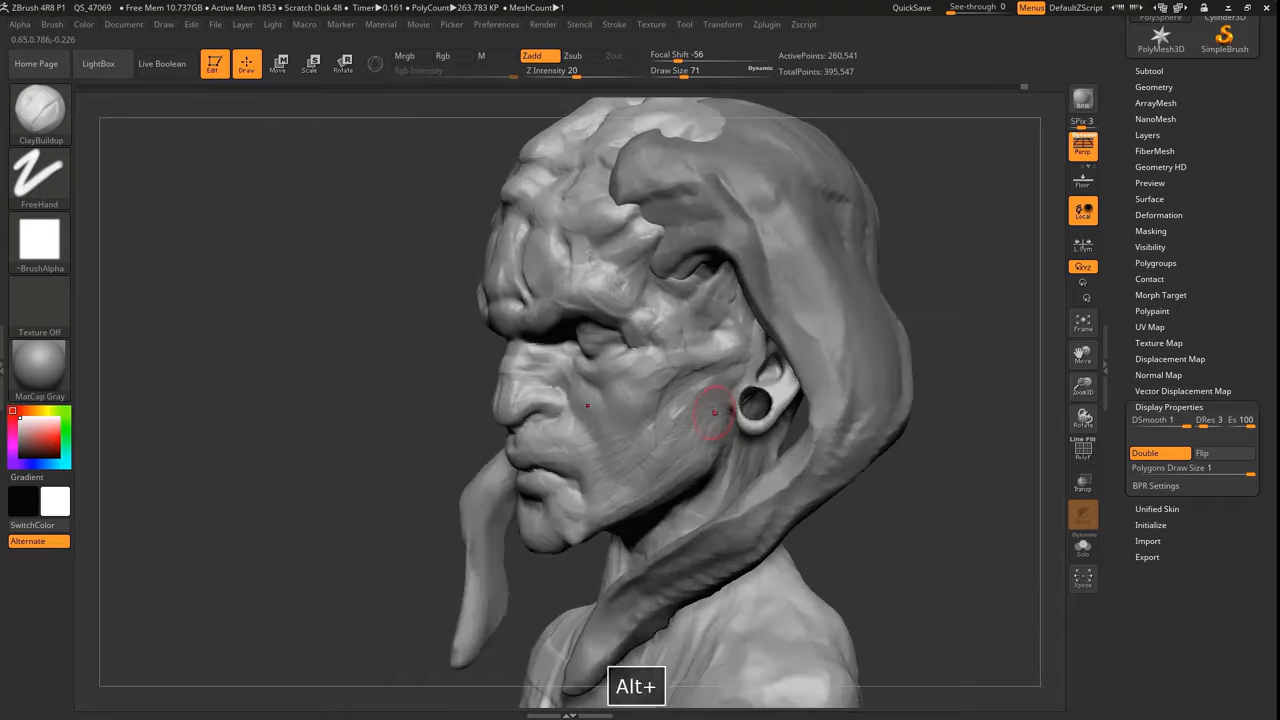 ZBrush 4R8 P1 QS_47069 • Free Mem 10.737GB • Active Mem 1853 • Scratch Disk 48 • Timer▶0.161 • PolyCount▶263.783 KP • MeshCount▶1 QuickSave See-through 0 Menus DefaultZScript
Alpha Brush Color Document Draw Edit File Layer Light Macro Marker Material Movie Picker Preferences Render Stencil Stroke Texture Tool Transform Zplugin Zscript
0.65,0.786,-0.226
Home Page LightBox Live Boolean Edit Draw Move Scale Rotate
Mrgb Rgb M Zadd Zsub Zcut Focal Shift -56 ActivePoints: 260,541
Rgb Intensity Z Intensity 20 Draw Size 71 Dynamic TotalPoints: 395,547
ClayBuildup
FreeHand
~BrushAlpha
Texture Off
MatCap Gray
Gradient
SwitchColor
Alternate
BPR
SPix 3
Dynamic
Persp
Floor
Local
L.Sym
XYZ
Frame
Move
Zoom3D
Rotate
Line Fill
PolyF
Transp
Dynamic
Solo
Xpose
PolySphere Cylinder3D
PolyMesh3D SimpleBrush
Subtool
Geometry
ArrayMesh
NanoMesh
Layers
FiberMesh
Geometry HD
Preview
Surface
Deformation
Masking
Visibility
Polygroups
Contact
Morph Target
Polypaint
UV Map
Texture Map
Displacement Map
Normal Map
Vector Displacement Map
Display Properties
DSmooth 1 DRes 3 Es 100
Double Flip
Polygons Draw Size 1
BPR Settings
Unified Skin
Initialize
Import
Export
Alt+